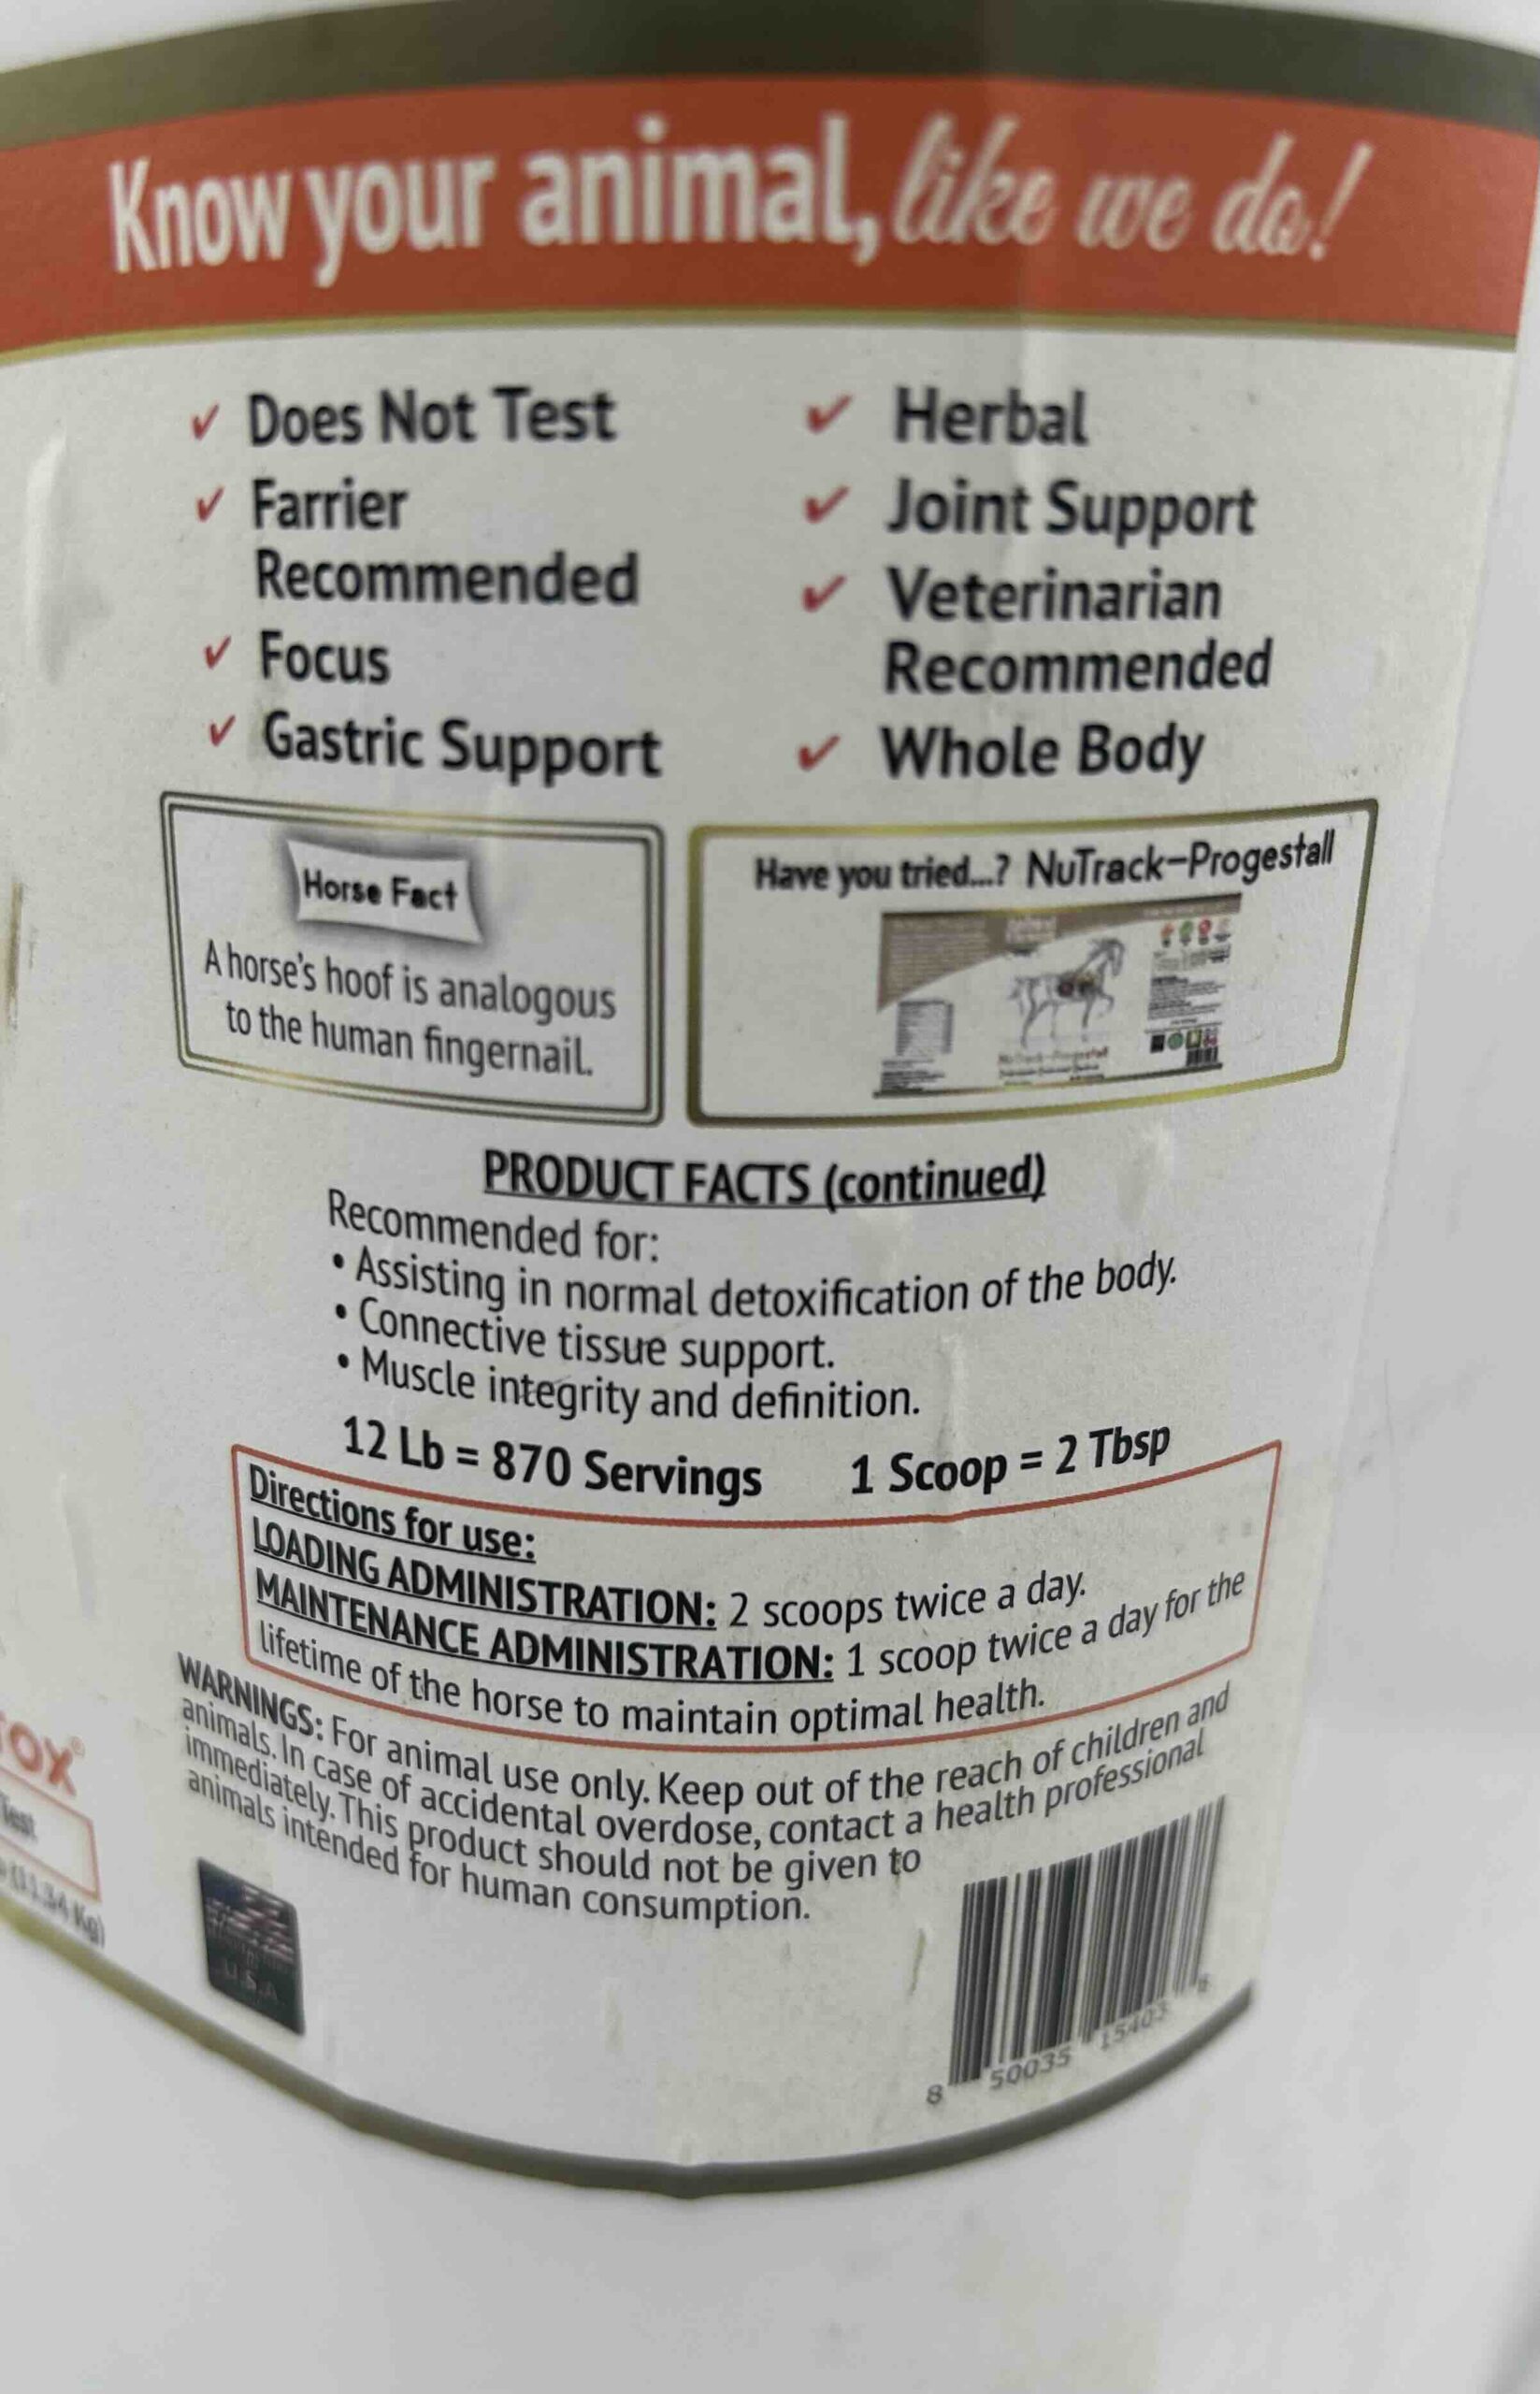 Know your animal, like we do!
✓ Does Not Test
✓ Farrier
Recommended
✓ Focus
✓ Gastric Support
✓ Herbal
✓ Joint Support
✓ Veterinarian
Recommended
✓ Whole Body
Horse Fact
A horse's hoof is analogous
to the human fingernail.
Have you tried...? NuTrack-Progestall
PRODUCT FACTS (continued)
Recommended for:
• Assisting in normal detoxification of the body.
• Connective tissue support.
• Muscle integrity and definition.
12 Lb = 870 Servings 1 Scoop = 2 Tbsp
Directions for use:
LOADING ADMINISTRATION: 2 scoops twice a day.
MAINTENANCE ADMINISTRATION: 1 scoop twice a day for the
lifetime of the horse to maintain optimal health.
WARNINGS: For animal use only. Keep out of the reach of children and
animals. In case of accidental overdose, contact a health professional
immediately. This product should not be given to
animals intended for human consumption.
Test
(11.34 Kg)
U.S.A
8 50035 15403